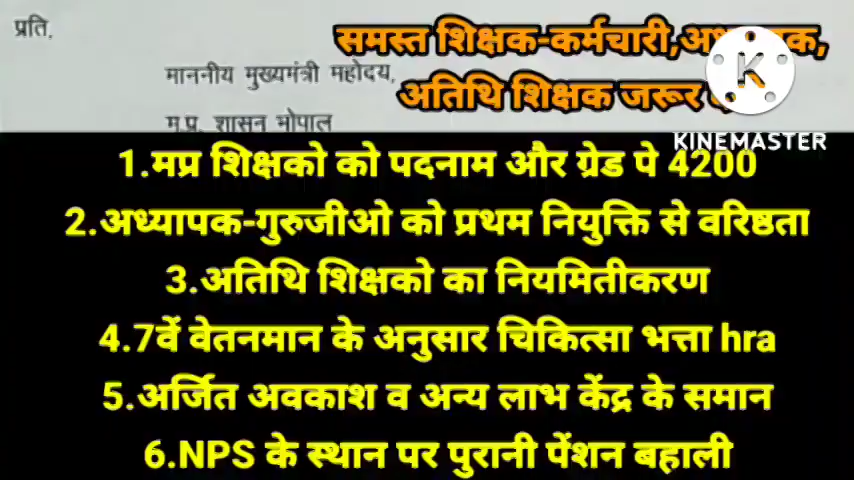 प्रति,
समस्त शिक्षक-कर्मचारी,
माननीय मुख्यमंत्री महोदय,
अतिथि शिक्षक जरूर
म.प्र. शासन भोपाल
KINEMASTER
1.मप्र शिक्षको को पदनाम और ग्रेड पे 4200
2.अध्यापक-गुरुजीओ को प्रथम नियुक्ति से वरिष्ठता
3.अतिथि शिक्षको का नियमितीकरण
4.7वें वेतनमान के अनुसार चिकित्सा भत्ता hra
5.अर्जित अवकाश व अन्य लाभ केंद्र के समान
6.NPS के स्थान पर पुरानी पेंशन बहाली